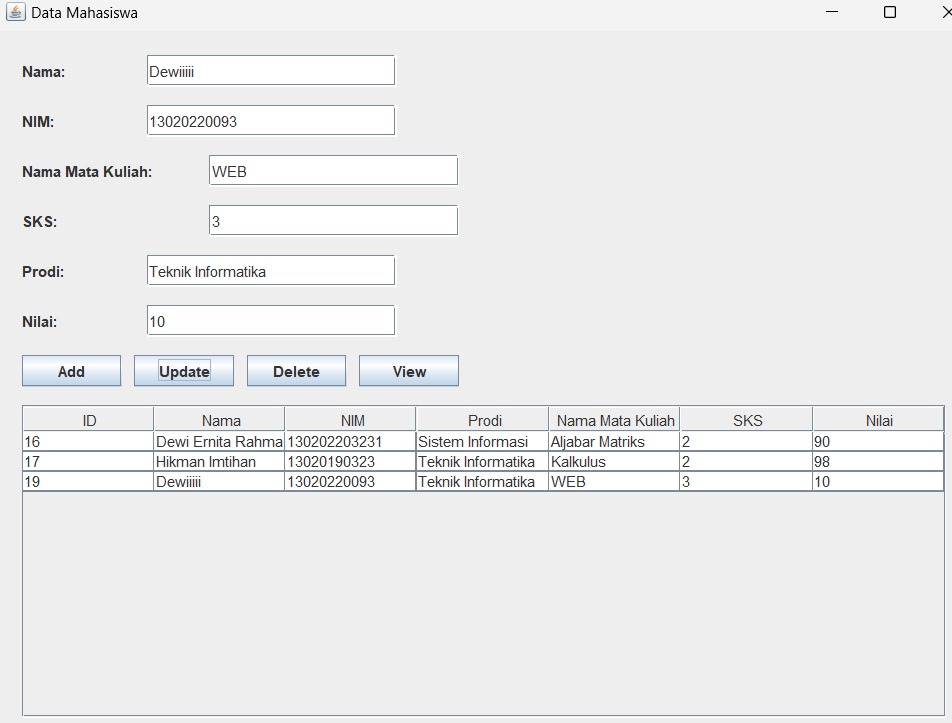 Data Mahasiswa
Nama: Dewiiiii
NIM: 13020220093
Nama Mata Kuliah: WEB
SKS: 3
Prodi: Teknik Informatika
Nilai: 10
Add Update Delete View
ID Nama NIM Prodi Nama Mata Kuliah SKS Nilai
16 Dewi Ernita Rahma 130202203231 Sistem Informasi Aljabar Matriks 2 90
17 Hikman Imtihan 13020190323 Teknik Informatika Kalkulus 2 98
19 Dewiiiii 13020220093 Teknik Informatika WEB 3 10